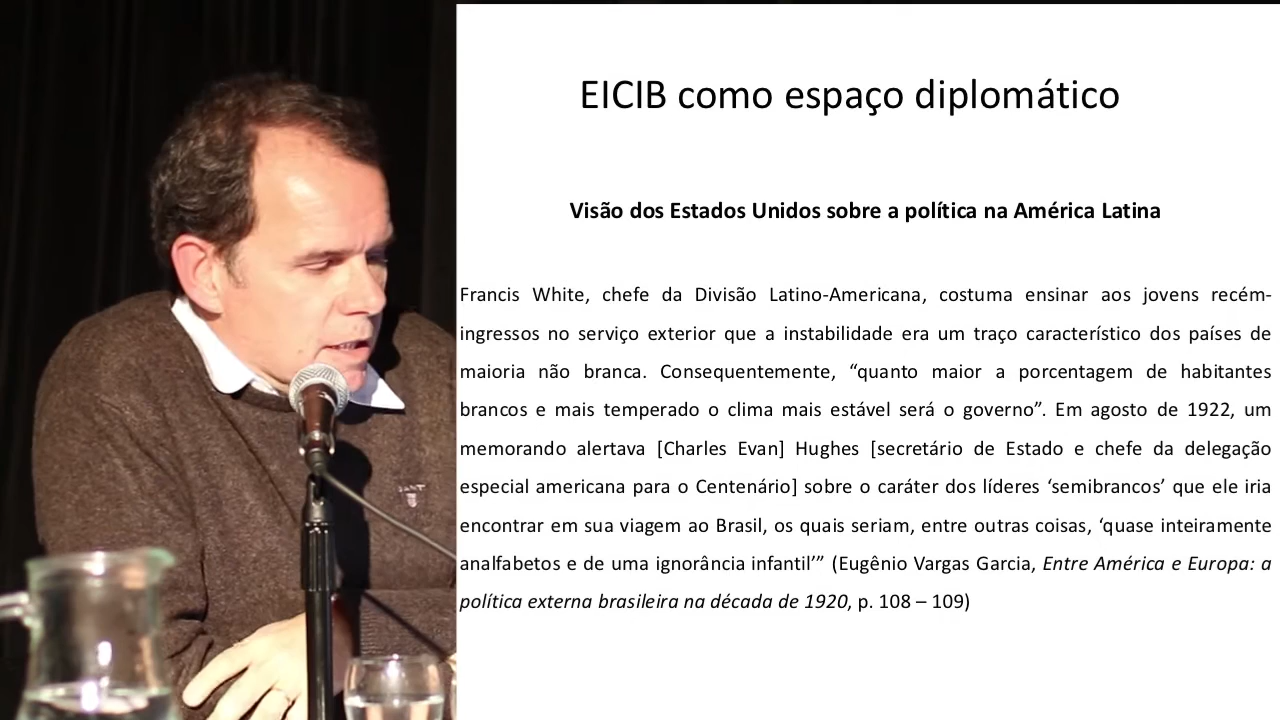 EICIB como espaço diplomático
Visão dos Estados Unidos sobre a política na América Latina
Francis White, chefe da Divisão Latino-Americana, costuma ensinar aos jovens recém-
ingressos no serviço exterior que a instabilidade era um traço característico dos países de
maioria não branca. Consequentemente, “quanto maior a porcentagem de habitantes
brancos e mais temperado o clima mais estável será o governo”. Em agosto de 1922, um
memorando alertava [Charles Evan] Hughes [secretário de Estado e chefe da delegação
especial americana para o Centenário] sobre o caráter dos líderes ‘semibrancos’ que ele iria
encontrar em sua viagem ao Brasil, os quais seriam, entre outras coisas, ‘quase inteiramente
analfabetos e de uma ignorância infantil’” (Eugênio Vargas Garcia, Entre América e Europa: a
política externa brasileira na década de 1920, p. 108 – 109)